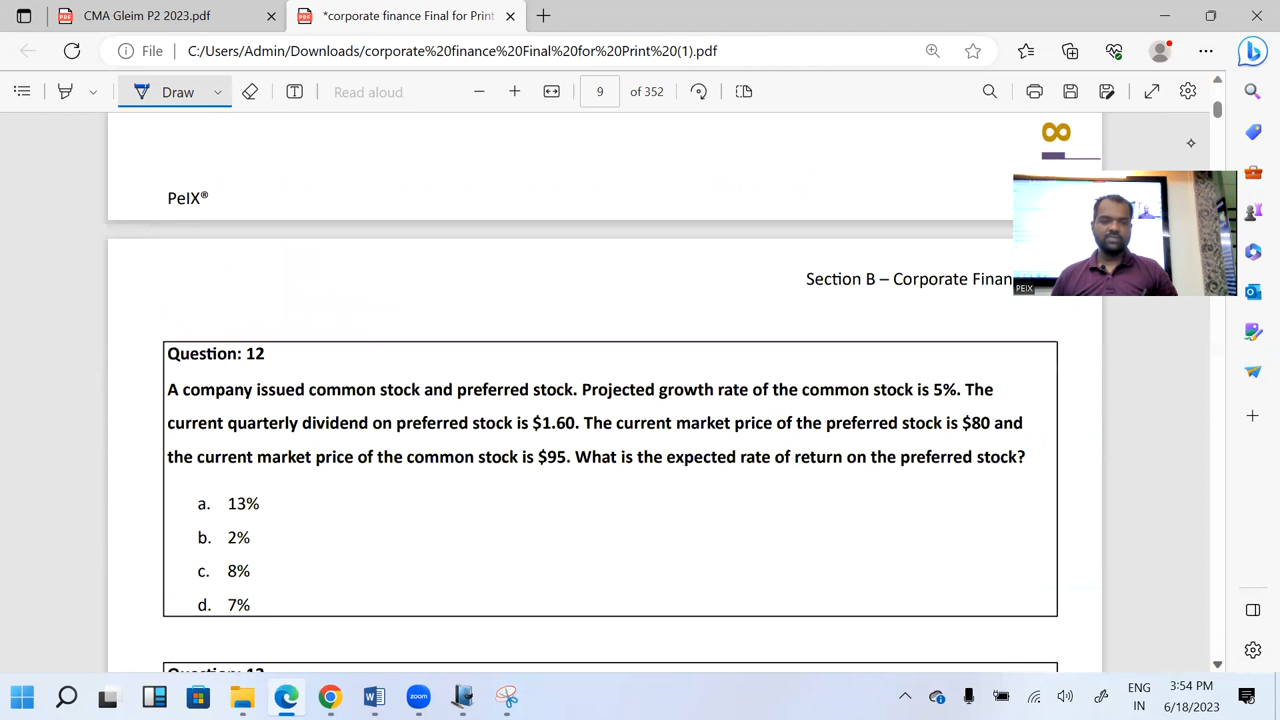 CMA Gleim P2 2023.pdf
*corporate finance Final for Print
File
C:/Users/Admin/Downloads/corporate%20finance%20Final%20for%20Print%20(1).pdf
Draw
Read aloud
9
of 352
PeIX®
PEIX
Section B – Corporate Finan
Question: 12
A company issued common stock and preferred stock. Projected growth rate of the common stock is 5%. The
current quarterly dividend on preferred stock is $1.60. The current market price of the preferred stock is $80 and
the current market price of the common stock is $95. What is the expected rate of return on the preferred stock?
a. 13%
b. 2%
c. 8%
d. 7%
zoom
ENG
IN
3:54 PM
6/18/2023